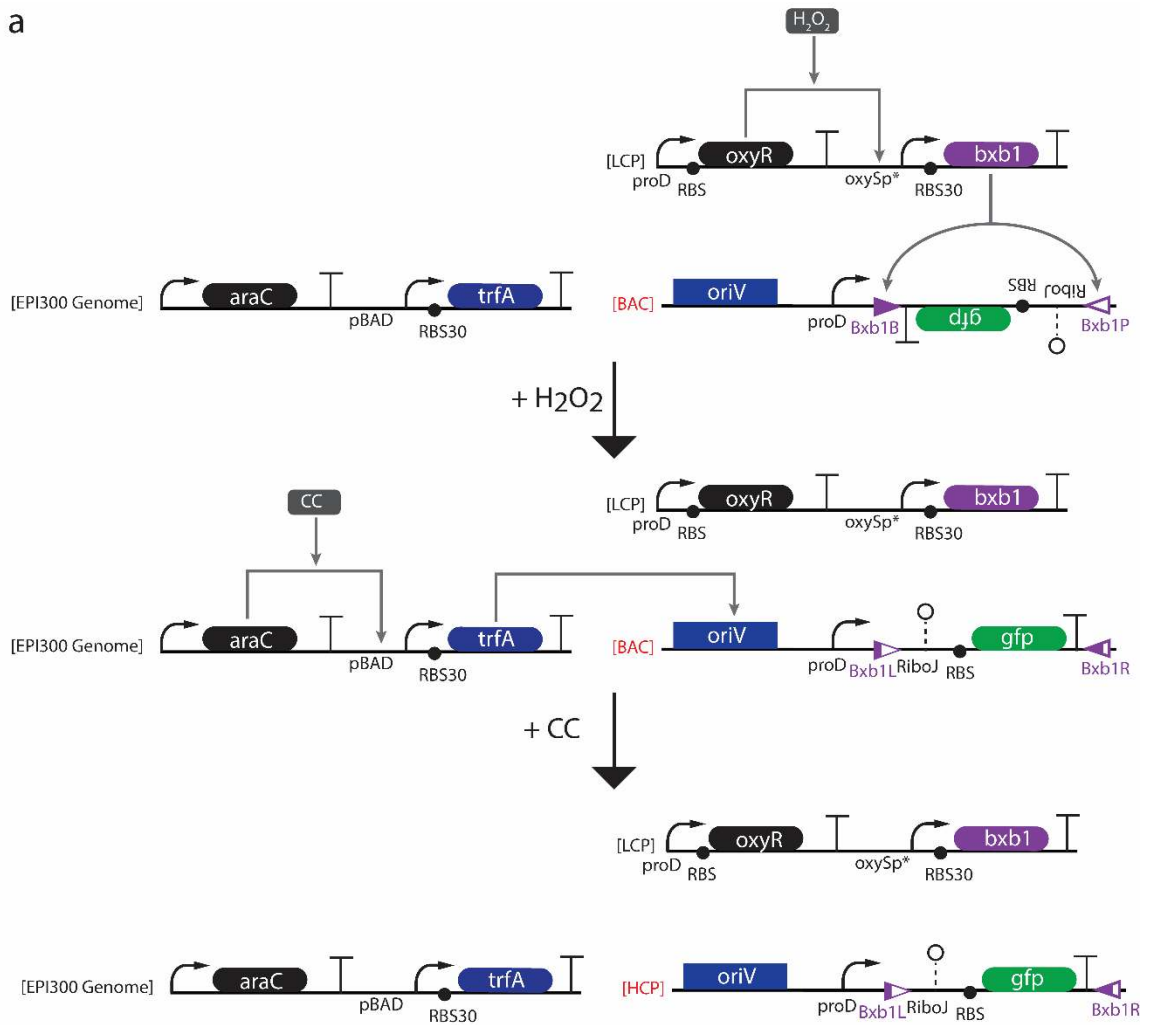 a
H₂O₂
[LCP] oxyR bxb1
proD RBS oxySp* RBS30
[EPI300 Genome] araC trfA
pBAD RBS30
[BAC] oriV gfp RBS RiboJ
proD Bxb1B Bxb1P
+ H₂O₂
[LCP] oxyR bxb1
proD RBS oxySp* RBS30
CC
[EPI300 Genome] araC trfA
pBAD RBS30
[BAC] oriV gfp
proD Bxb1L RiboJ RBS Bxb1R
+ CC
[LCP] oxyR bxb1
proD RBS oxySp* RBS30
[EPI300 Genome] araC trfA
pBAD RBS30
[HCP] oriV gfp
proD Bxb1L RiboJ RBS Bxb1R